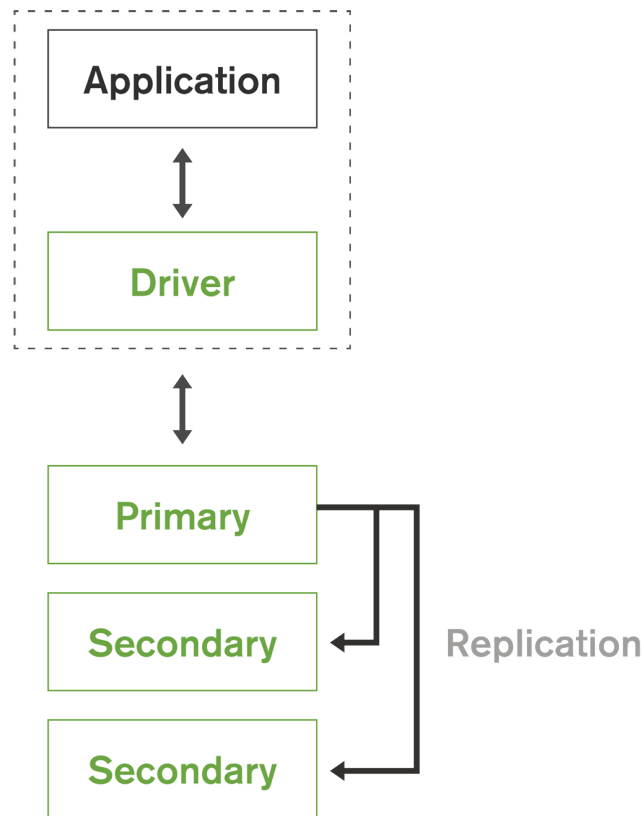 Application
Driver
Primary
Secondary
Replication
Secondary